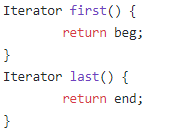 Iterator first() {
        return beg;
}
Iterator last() {
        return end;
}